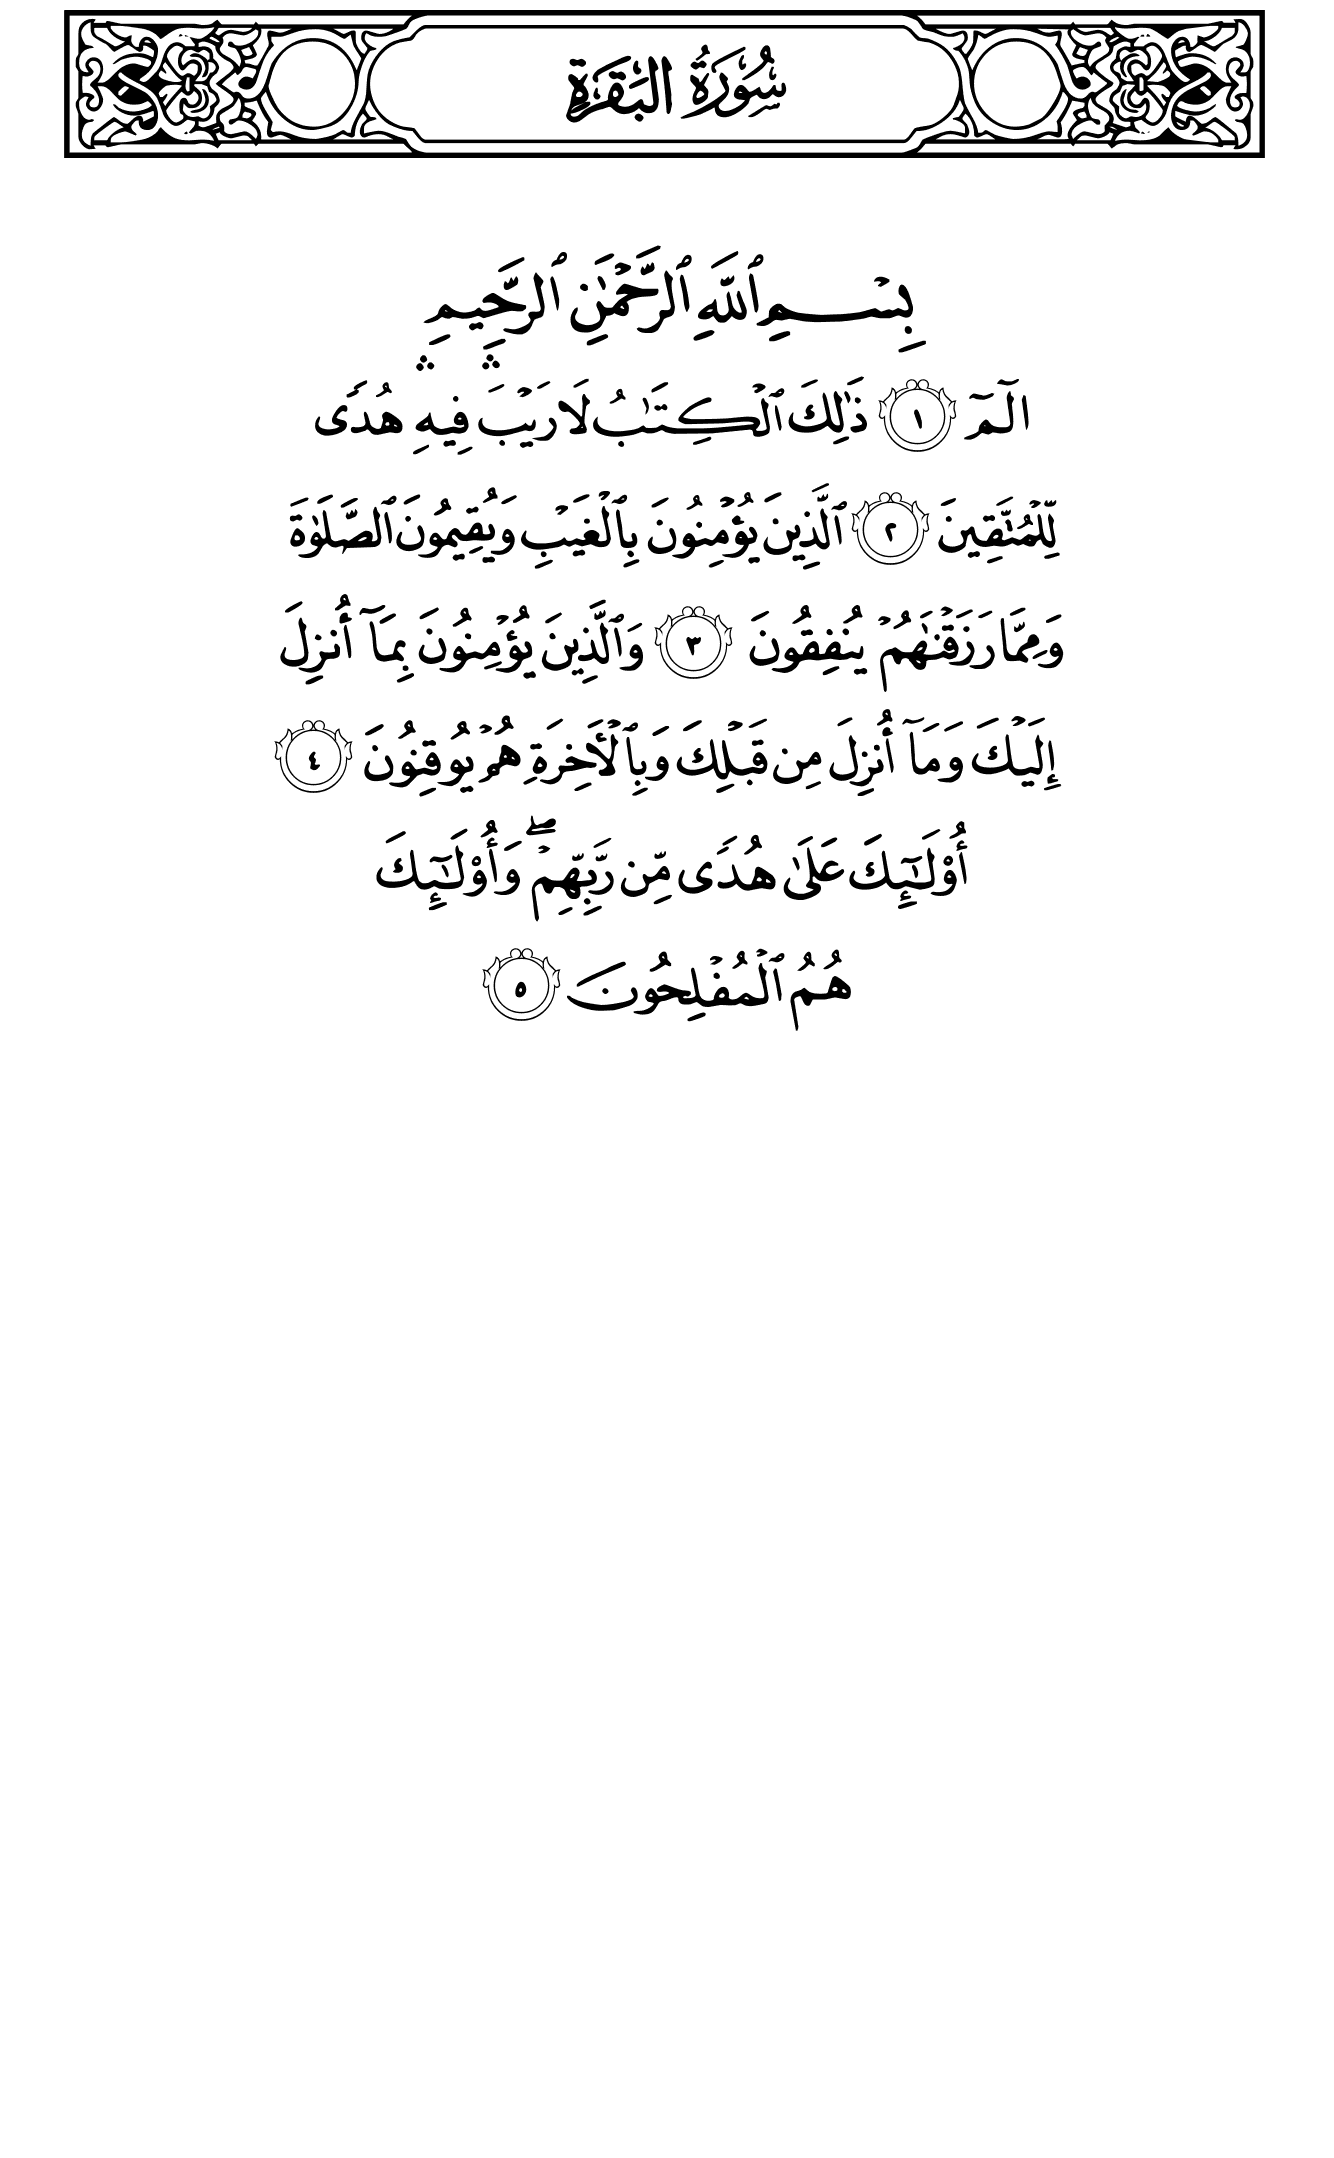 سُورَةُ الْبَقَرَةِ
بِسۡمِ ٱللَّهِ ٱلرَّحۡمَٰنِ ٱلرَّحِيمِ
الٓمٓ ١ ذَٰلِكَ ٱلۡكِتَٰبُ لَا رَيۡبَۛ فِيهِۛ هُدٗى
لِّلۡمُتَّقِينَ ٢ ٱلَّذِينَ يُؤۡمِنُونَ بِٱلۡغَيۡبِ وَيُقِيمُونَ ٱلصَّلَوٰةَ
وَمِمَّا رَزَقۡنَٰهُمۡ يُنفِقُونَ ٣ وَٱلَّذِينَ يُؤۡمِنُونَ بِمَآ أُنزِلَ
إِلَيۡكَ وَمَآ أُنزِلَ مِن قَبۡلِكَ وَبِٱلۡأٓخِرَةِ هُمۡ يُوقِنُونَ ٤
أُوْلَٰٓئِكَ عَلَىٰ هُدٗى مِّن رَّبِّهِمۡۖ وَأُوْلَٰٓئِكَ
هُمُ ٱلۡمُفۡلِحُونَ ٥